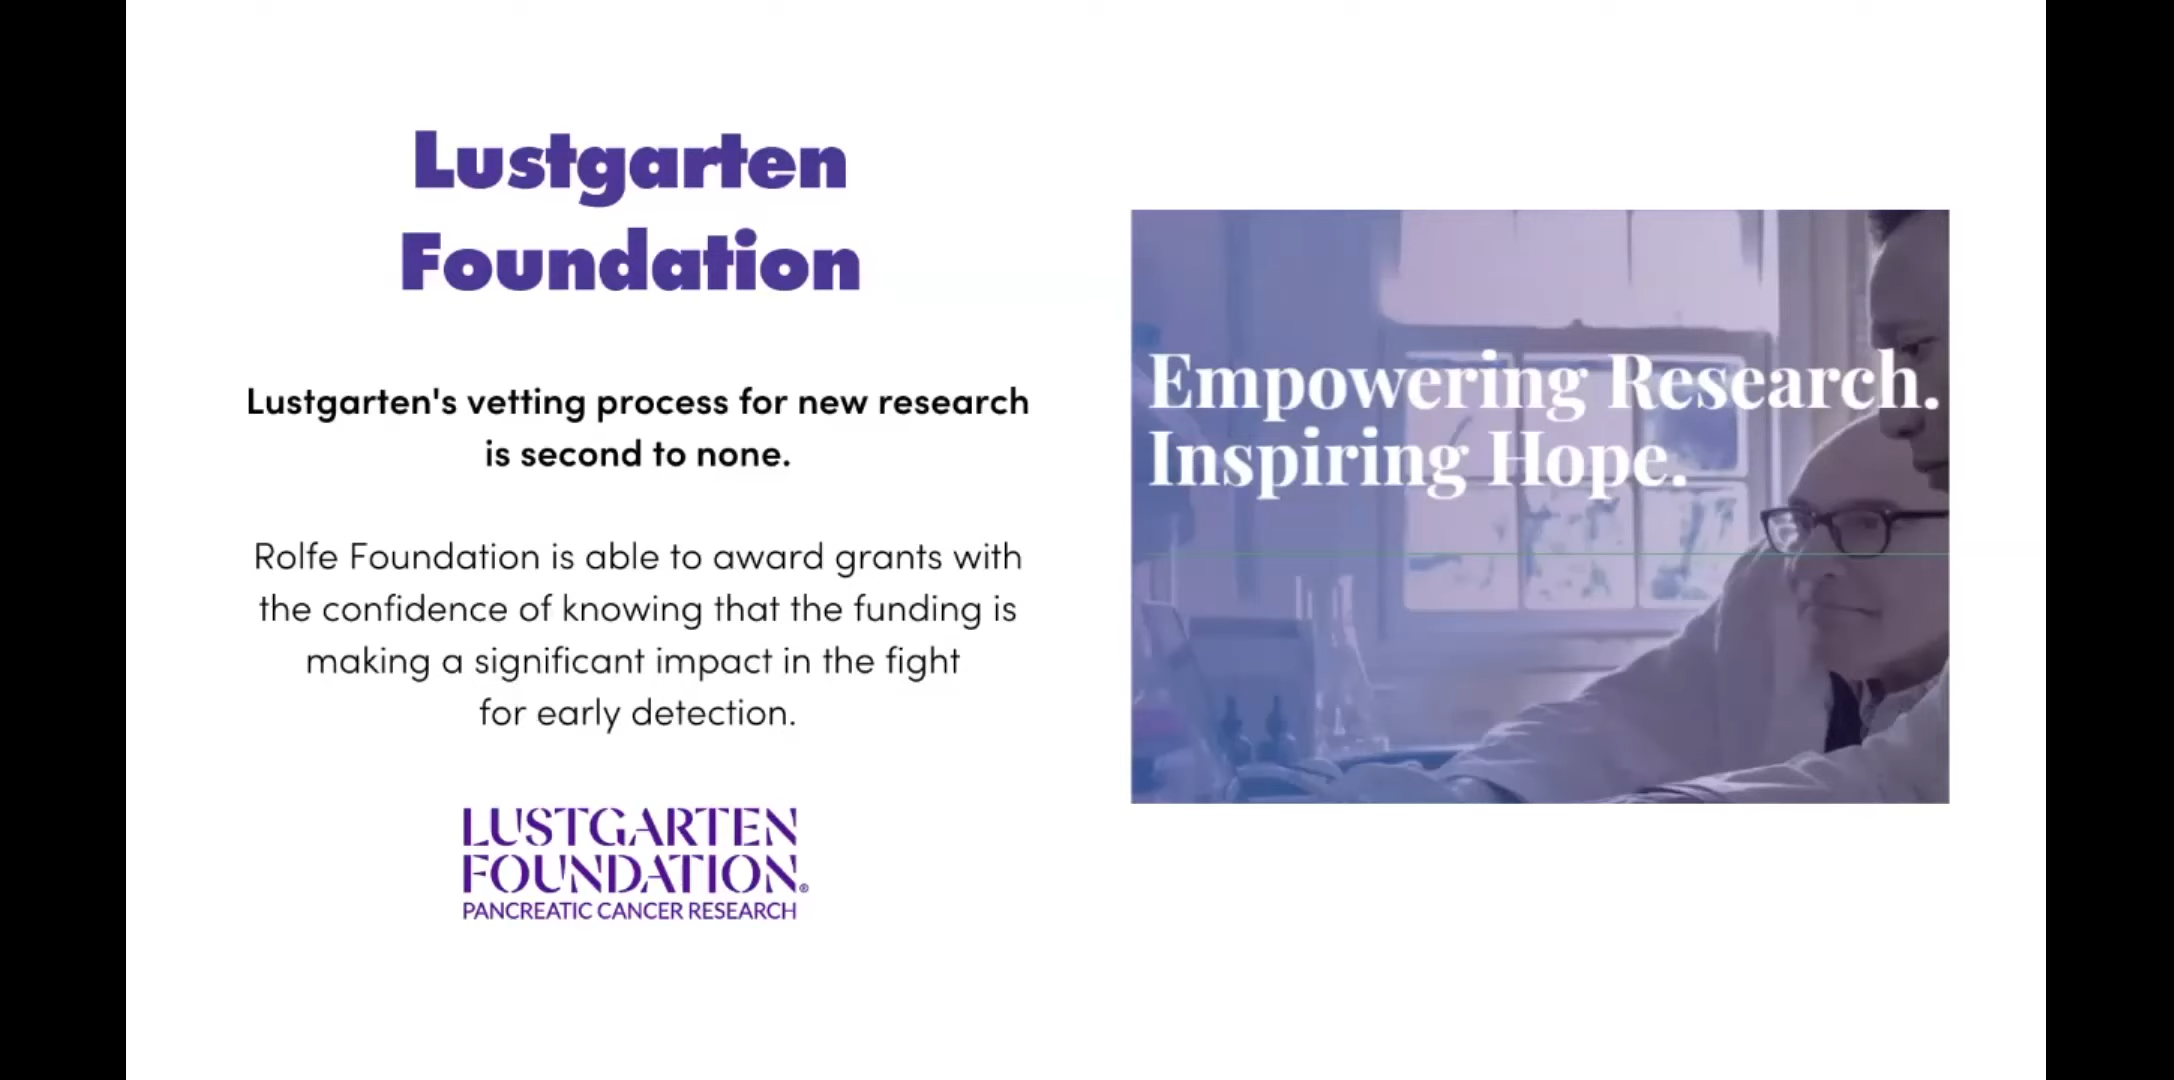 Lustgarten
Foundation
Lustgarten's vetting process for new research
is second to none.
Rolfe Foundation is able to award grants with
the confidence of knowing that the funding is
making a significant impact in the fight
for early detection.
LUSTGARTEN
FOUNDATION®
PANCREATIC CANCER RESEARCH
Empowering Research.
Inspiring Hope.